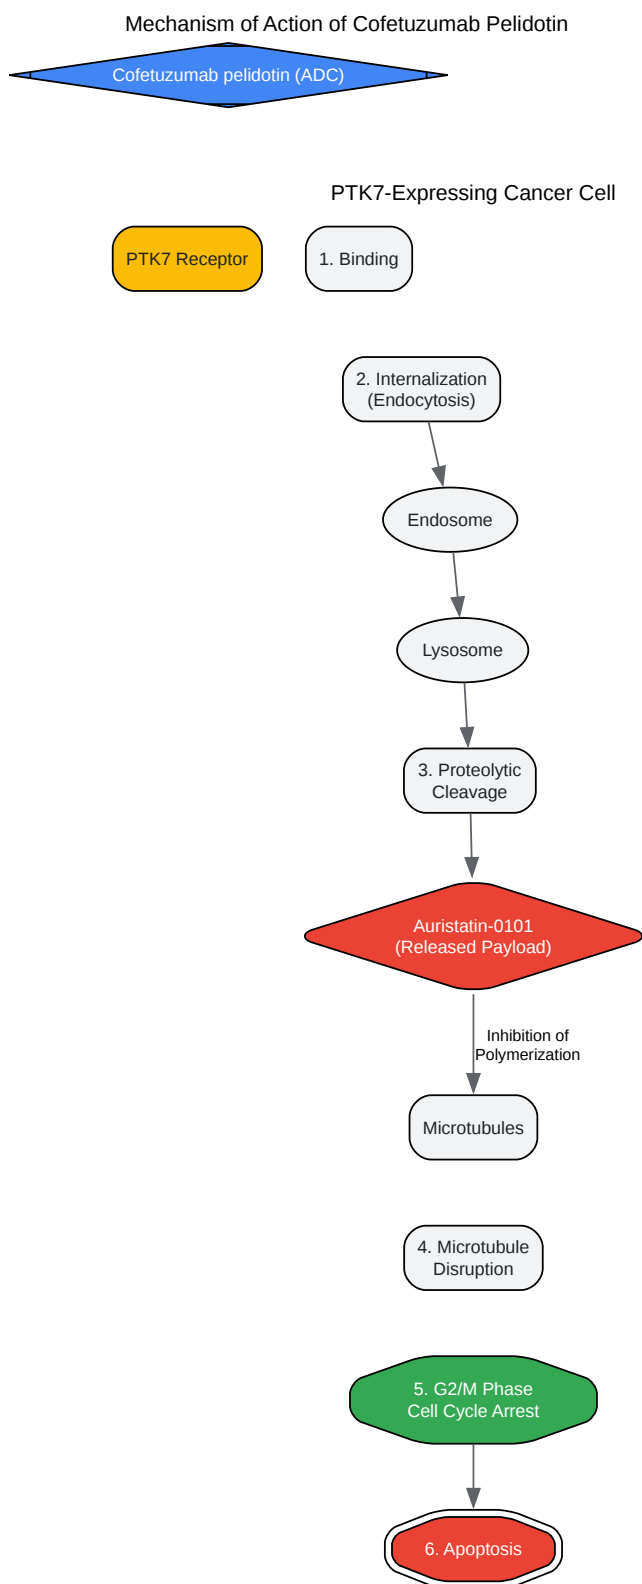 Mechanism of Action of Cofetuzumab Pelidotin
Cofetuzumab pelidotin (ADC)
PTK7-Expressing Cancer Cell
PTK7 Receptor
1. Binding
2. Internalization
(Endocytosis)
Endosome
Lysosome
3. Proteolytic
Cleavage
Auristatin-0101
(Released Payload)
Inhibition of
Polymerization
Microtubules
4. Microtubule
Disruption
5. G2/M Phase
Cell Cycle Arrest
6. Apoptosis